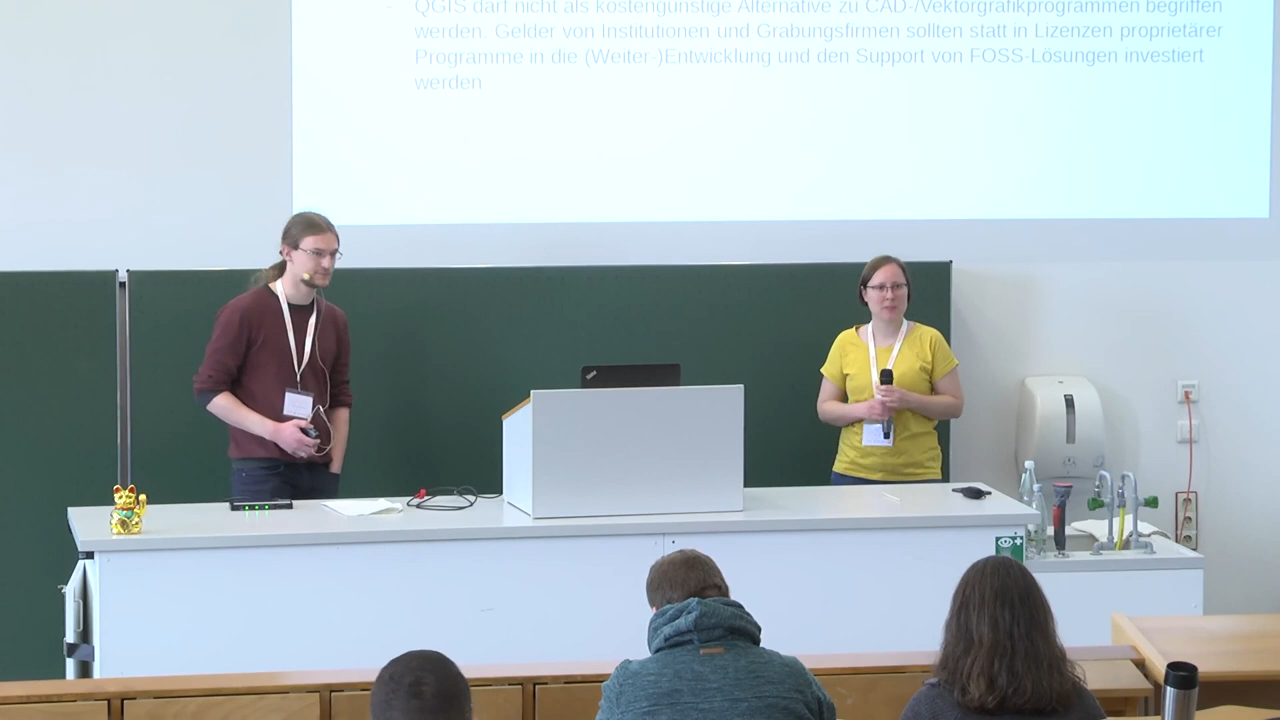 - QGIS darf nicht als kostengünstige Alternative zu CAD-/Vektorgrafikprogrammen begriffen
werden. Gelder von Institutionen und Grabungsfirmen sollten statt in Lizenzen proprietärer
Programme in die (Weiter-)Entwicklung und den Support von FOSS-Lösungen investiert
werden